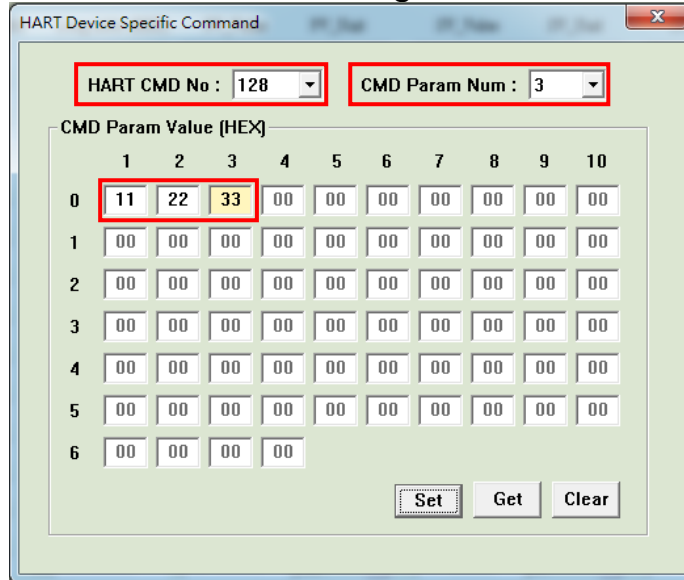 HART Device Specific Command
HART CMD No : 128 CMD Param Num : 3
CMD Param Value (HEX)
1 2 3 4 5 6 7 8 9 10
0 11 22 33 00 00 00 00 00 00 00
1 00 00 00 00 00 00 00 00 00 00
2 00 00 00 00 00 00 00 00 00 00
3 00 00 00 00 00 00 00 00 00 00
4 00 00 00 00 00 00 00 00 00 00
5 00 00 00 00 00 00 00 00 00 00
6 00 00 00 00
Set Get Clear